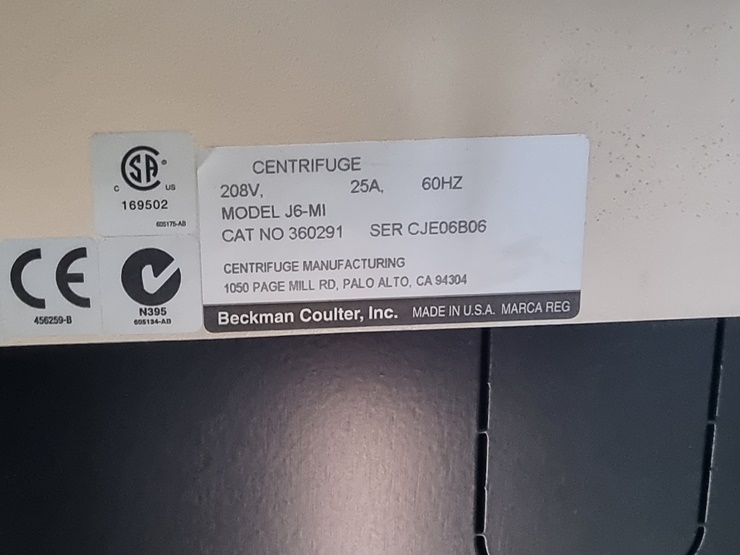 CENTRIFUGE
208V, 25A, 60HZ
MODEL J6-MI
CAT NO 360291 SER CJE06B06
CENTRIFUGE MANUFACTURING
1050 PAGE MILL RD, PALO ALTO, CA 94304
Beckman Coulter, Inc. MADE IN U.S.A. MARCA REG
SA
C US
169502
605175-AB
CE
456259-B
N395
605134-AB